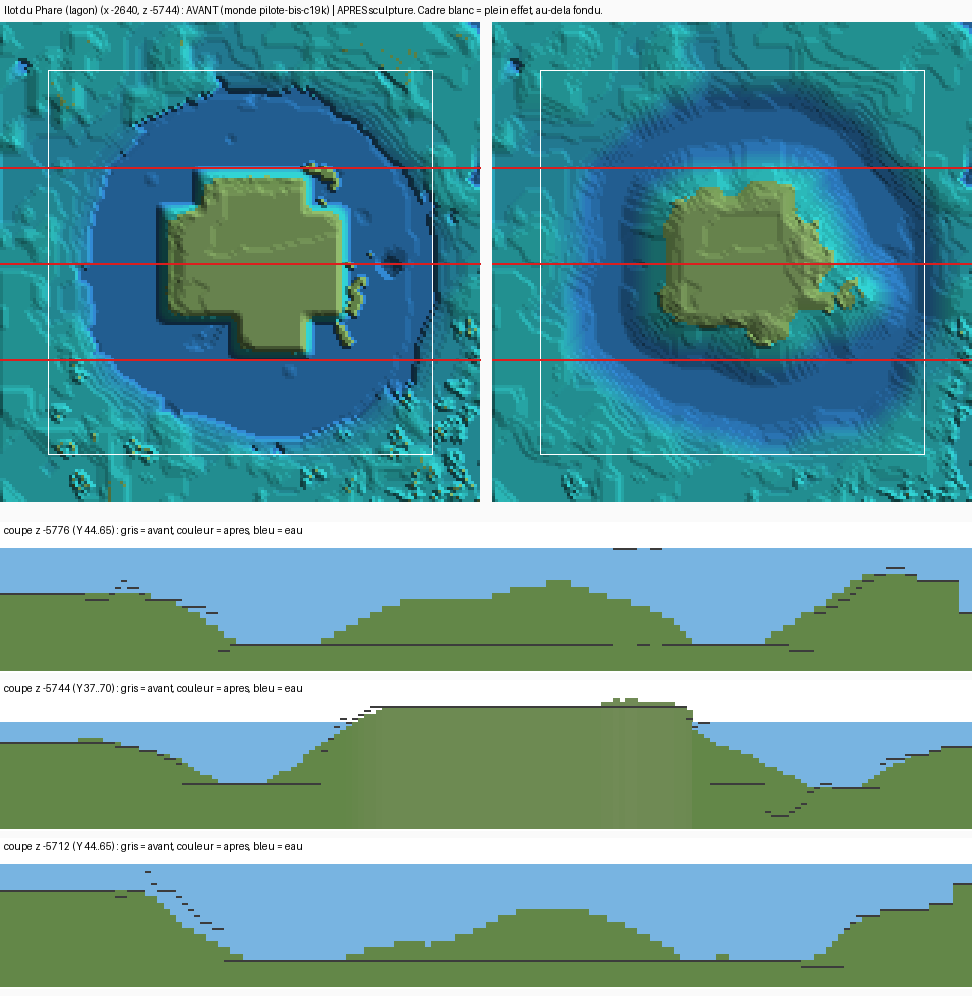 Ilot du Phare (lagon) (x -2640, z -5744) : AVANT (monde pilote-bis-c19k) | APRES sculpture. Cadre blanc = plein effet, au-dela fondu.
coupe z -5776 (Y 44..65) : gris = avant, couleur = apres, bleu = eau
coupe z -5744 (Y 37..70) : gris = avant, couleur = apres, bleu = eau
coupe z -5712 (Y 44..65) : gris = avant, couleur = apres, bleu = eau